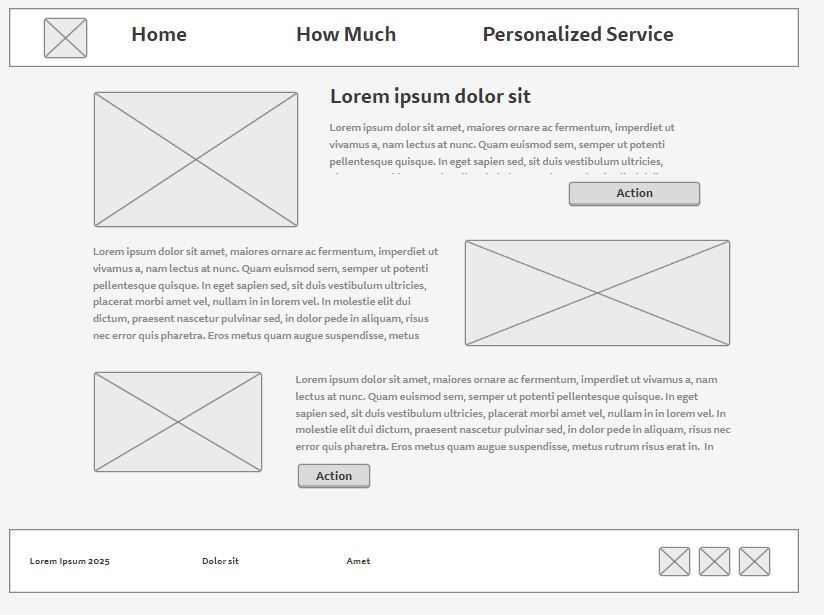 Home How Much Personalized Service
Lorem ipsum dolor sit
Lorem ipsum dolor sit amet, maiores ornare ac fermentum, imperdiet ut
vivamus a, nam lectus at nunc. Quam euismod sem, semper ut potenti
pellentesque quisque. In eget sapien sed, sit duis vestibulum ultricies,
Action
Lorem ipsum dolor sit amet, maiores ornare ac fermentum, imperdiet ut
vivamus a, nam lectus at nunc. Quam euismod sem, semper ut potenti
pellentesque quisque. In eget sapien sed, sit duis vestibulum ultricies,
placerat morbi amet vel, nullam in in lorem vel. In molestie elit dui
dictum, praesent nascetur pulvinar sed, in dolor pede in aliquam, risus
nec error quis pharetra. Eros metus quam augue suspendisse, metus
Lorem ipsum dolor sit amet, maiores ornare ac fermentum, imperdiet ut vivamus a, nam
lectus at nunc. Quam euismod sem, semper ut potenti pellentesque quisque. In eget
sapien sed, sit duis vestibulum ultricies, placerat morbi amet vel, nullam in in lorem vel. In
molestie elit dui dictum, praesent nascetur pulvinar sed, in dolor pede in aliquam, risus nec
error quis pharetra. Eros metus quam augue suspendisse, metus rutrum risus erat in. In
Action
Lorem Ipsum 2025 Dolor sit Amet